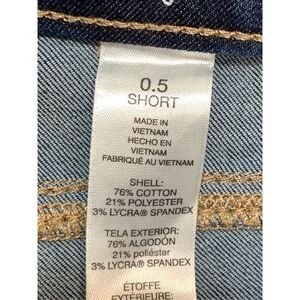 0.5
SHORT
MADE IN
VIETNAM
HECHO EN
VIETNAM
FABRIQUÉ AU VIETNAM
SHELL:
76% COTTON
21% POLYESTER
3% LYCRA® SPANDEX
TELA EXTERIOR:
76% ALGODÓN
21% poliéster
3% LYCRA® SPANDEX
ÉTOFFE
EXTÉRIEURE: